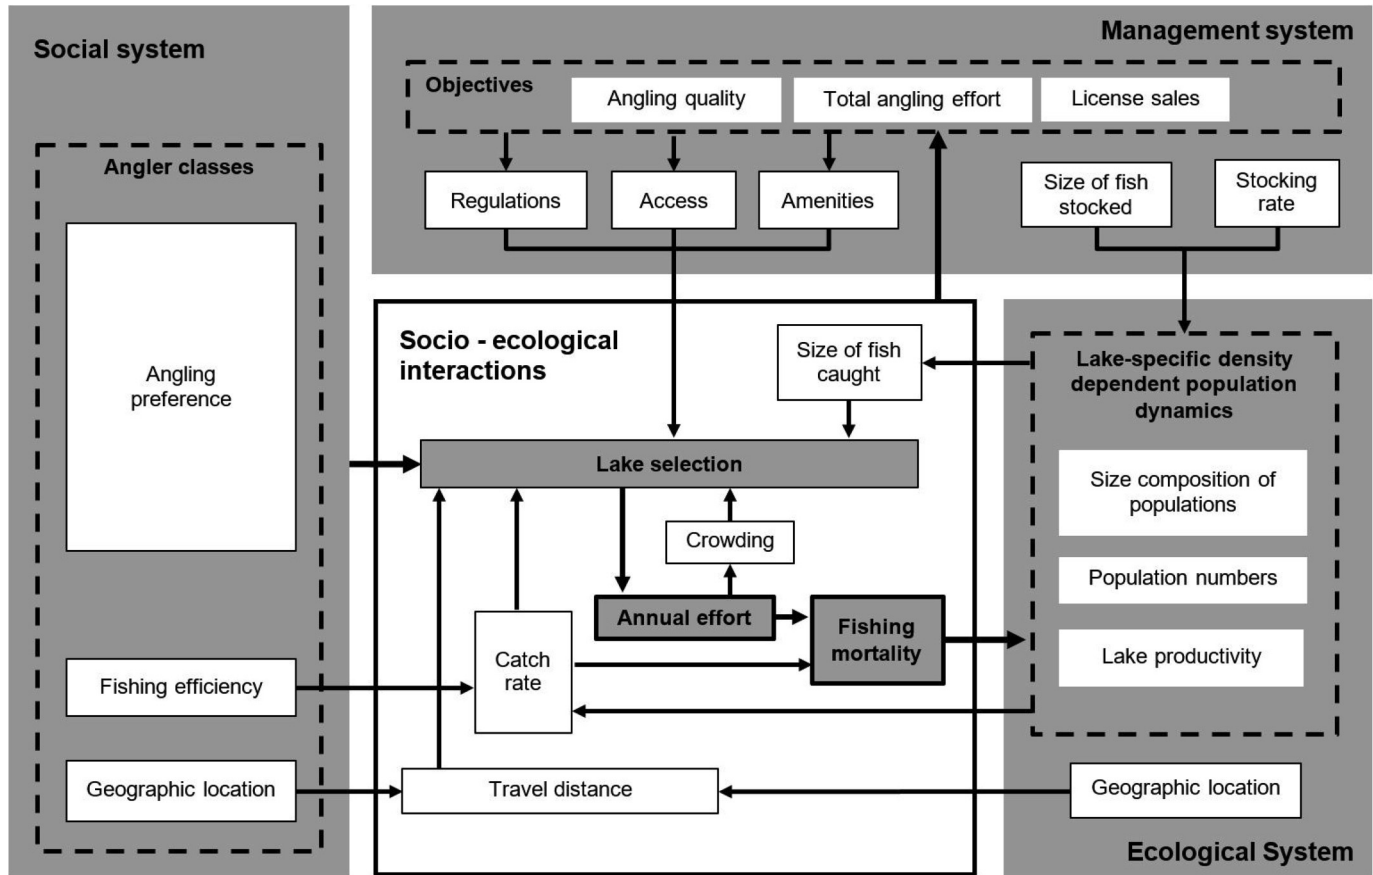 Social system
Management system
Objectives
Angling quality
Total angling effort
License sales
Angler classes
Regulations
Access
Amenities
Size of fish
stocked
Stocking
rate
Angling
preference
Socio - ecological
interactions
Size of fish
caught
Lake-specific density
dependent population
dynamics
Lake selection
Size composition of
populations
Crowding
Population numbers
Annual effort
Fishing
mortality
Lake productivity
Catch
rate
Fishing efficiency
Geographic location
Travel distance
Geographic location
Ecological System